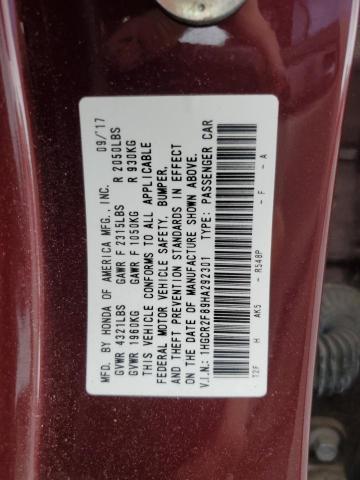 MFD. BY HONDA OF AMERICA MFG., INC. 09/'17
GVWR 4321LBS GAWR F 2315LBS R 2050LBS
GVWR 1960KG GAWR F 1050KG R 930KG
THIS VEHICLE CONFORMS TO ALL APPLICABLE
FEDERAL MOTOR VEHICLE SAFETY, BUMPER,
AND THEFT PREVENTION STANDARDS IN EFFECT
ON THE DATE OF MANUFACTURE SHOWN ABOVE.
V.I.N.: 1HGCR2F89HA292301 TYPE: PASSENGER CAR
T2F H AK5 - R548P - F - A